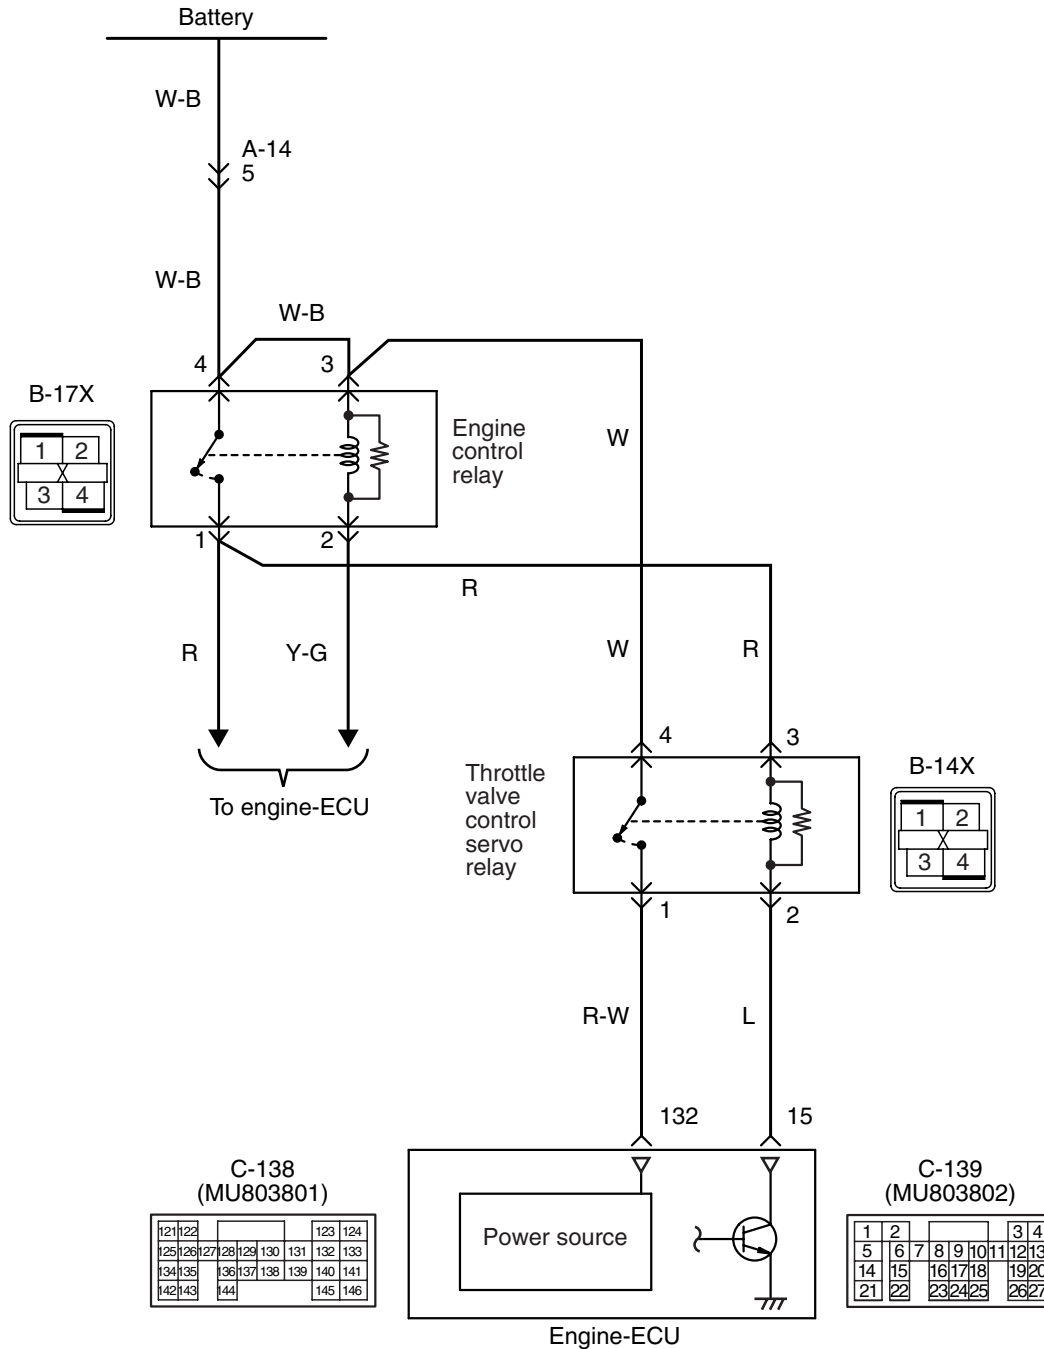 Battery
W-B
A-14
5
W-B
W-B
4
3
B-17X
1 2
3 4
Engine
control
relay
W
1
2
R
R
Y-G
W
R
To engine-ECU
4
3
Throttle
valve
control
servo
relay
B-14X
1 2
3 4
1
2
R-W
L
132
15
C-138
(MU803801)
121 122 123 124
125 126 127 128 129 130 131 132 133
134 135 136 137 138 139 140 141
142 143 144 145 146
Power source
C-139
(MU803802)
1 2 3 4
5 6 7 8 9 10 11 12 13
14 15 16 17 18 19 20
21 22 23 24 25 26 27
Engine-ECU